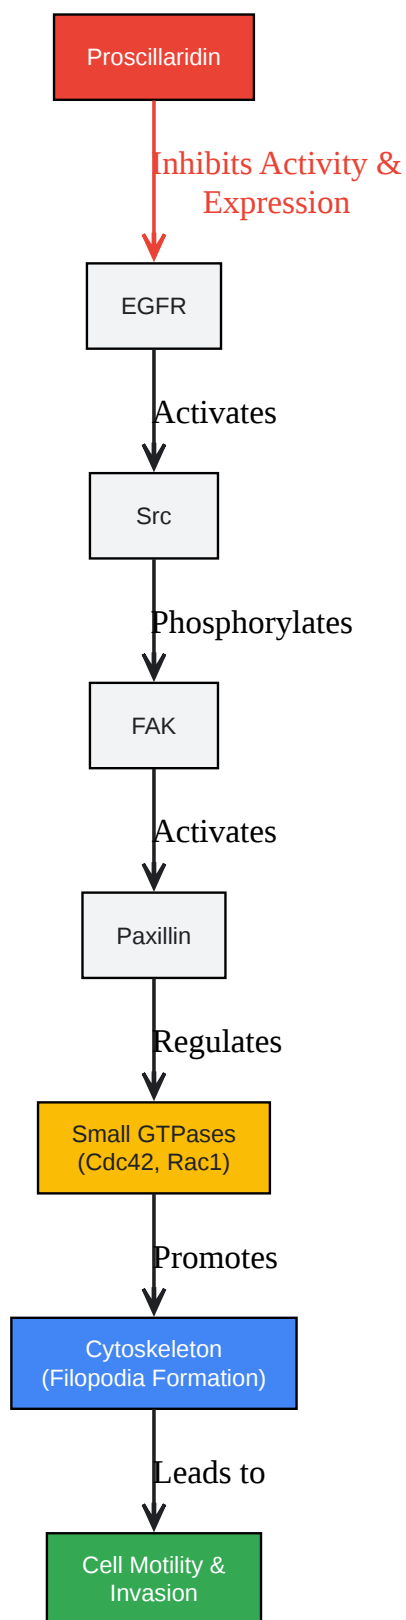 Proscillaridin
Inhibits Activity &
Expression
EGFR
Activates
Src
Phosphorylates
FAK
Activates
Paxillin
Regulates
Small GTPases
(Cdc42, Rac1)
Promotes
Cytoskeleton
(Filopodia Formation)
Leads to
Cell Motility &
Invasion